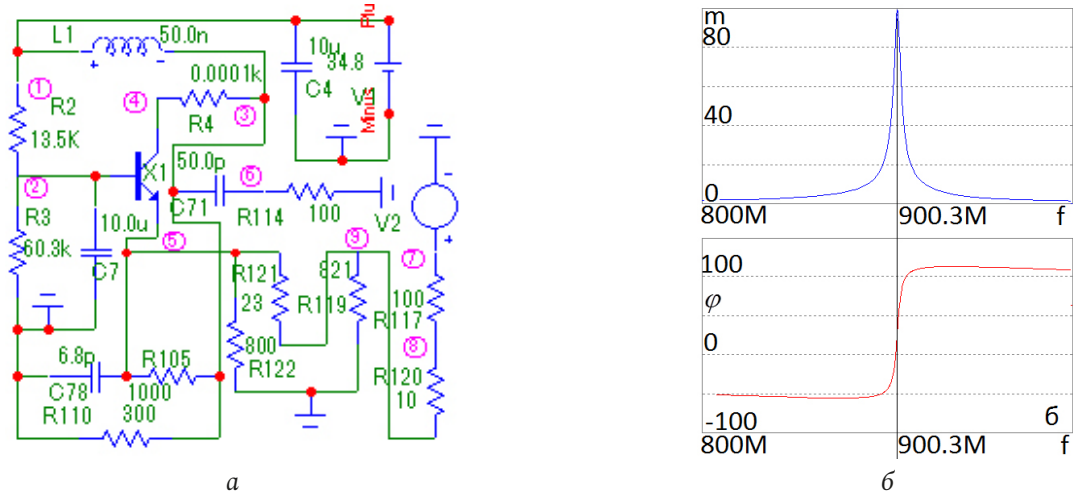 L1
50.0n
Plu
10u
34.8
C4
Vs
Minus
0.0001k
1
R2
4
R4
3
13.5K
X1
50.0p
6
2
C71
R114
100
V2
-
+
R3
10.0u
5
9
7
60.3k
C7
R121
821
23
R119
100
R117
8
6.8p
R105
800
R122
R120
C78
1000
10
R110
300
а
m
80
40
0
800M
900.3M
f
100
φ
0
-100
б
800M
900.3M
f
б